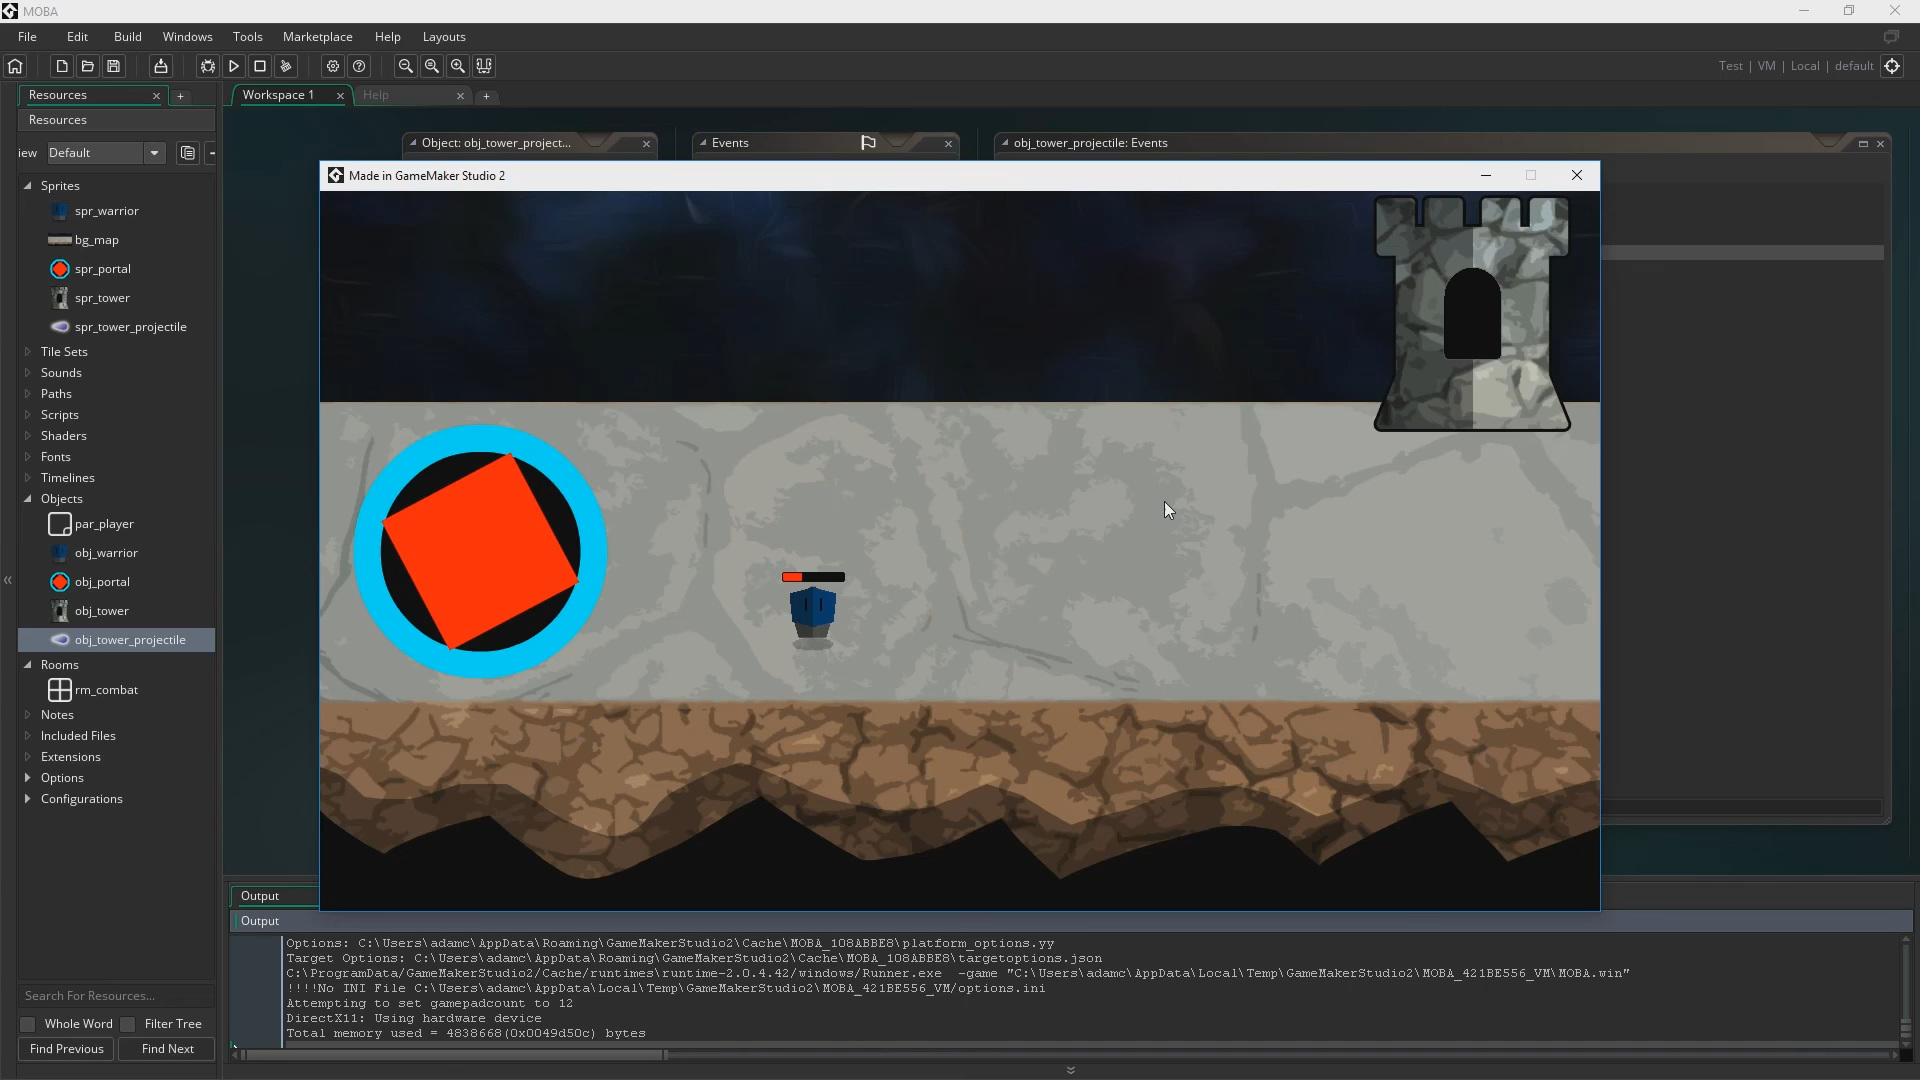 MOBA
File Edit Build Windows Tools Marketplace Help Layouts
Test | VM | Local | default
Resources
Workspace 1
Help
Resources
iew Default
Object: obj_tower_project...
Events
obj_tower_projectile: Events
Made in GameMaker Studio 2
Sprites
spr_warrior
bg_map
spr_portal
spr_tower
spr_tower_projectile
Tile Sets
Sounds
Paths
Scripts
Shaders
Fonts
Timelines
Objects
par_player
obj_warrior
obj_portal
obj_tower
obj_tower_projectile
Rooms
rm_combat
Notes
Included Files
Extensions
Options
Configurations
Search For Resources...
Whole Word Filter Tree
Find Previous Find Next
Output
Output
Options: C:\Users\adamc\AppData\Roaming\GameMakerStudio2\Cache\MOBA_108ABBE8\platform_options.yy
Target Options: C:\Users\adamc\AppData\Roaming\GameMakerStudio2\Cache\MOBA_108ABBE8\targetoptions.json
C:\ProgramData/GameMakerStudio2/Cache/runtimes\runtime-2.0.4.42/windows/Runner.exe -game "C:\Users\adamc\AppData\Local\Temp\GameMakerStudio2\MOBA_421BE556_VM\MOBA.win"
!!!!No INI File C:\Users\adamc\AppData\Local\Temp\GameMakerStudio2\MOBA_421BE556_VM/options.ini
Attempting to set gamepadcount to 12
DirectX11: Using hardware device
Total memory used = 4838668(0x0049d50c) bytes